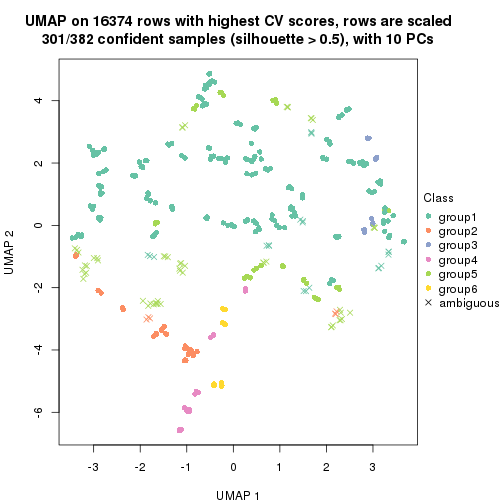 UMAP on 16374 rows with highest CV scores, rows are scaled
301/382 confident samples (silhouette > 0.5), with 10 PCs
4
2
0
-2
-4
-6
UMAP 2
-3
-2
-1
0
1
2
3
UMAP 1
Class
group1
group2
group3
group4
group5
group6
ambiguous